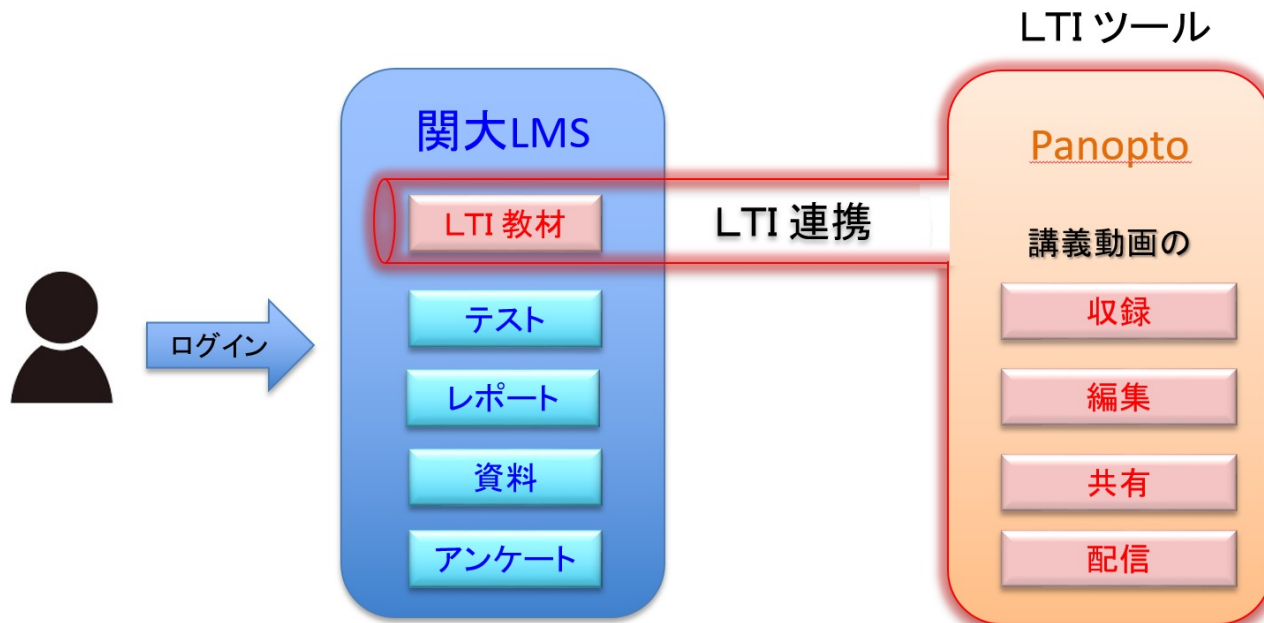 LTI ツール
関大LMS
Panopto
LTI 教材
LTI 連携
講義動画の
ログイン
テスト
レポート
資料
アンケート
収録
編集
共有
配信